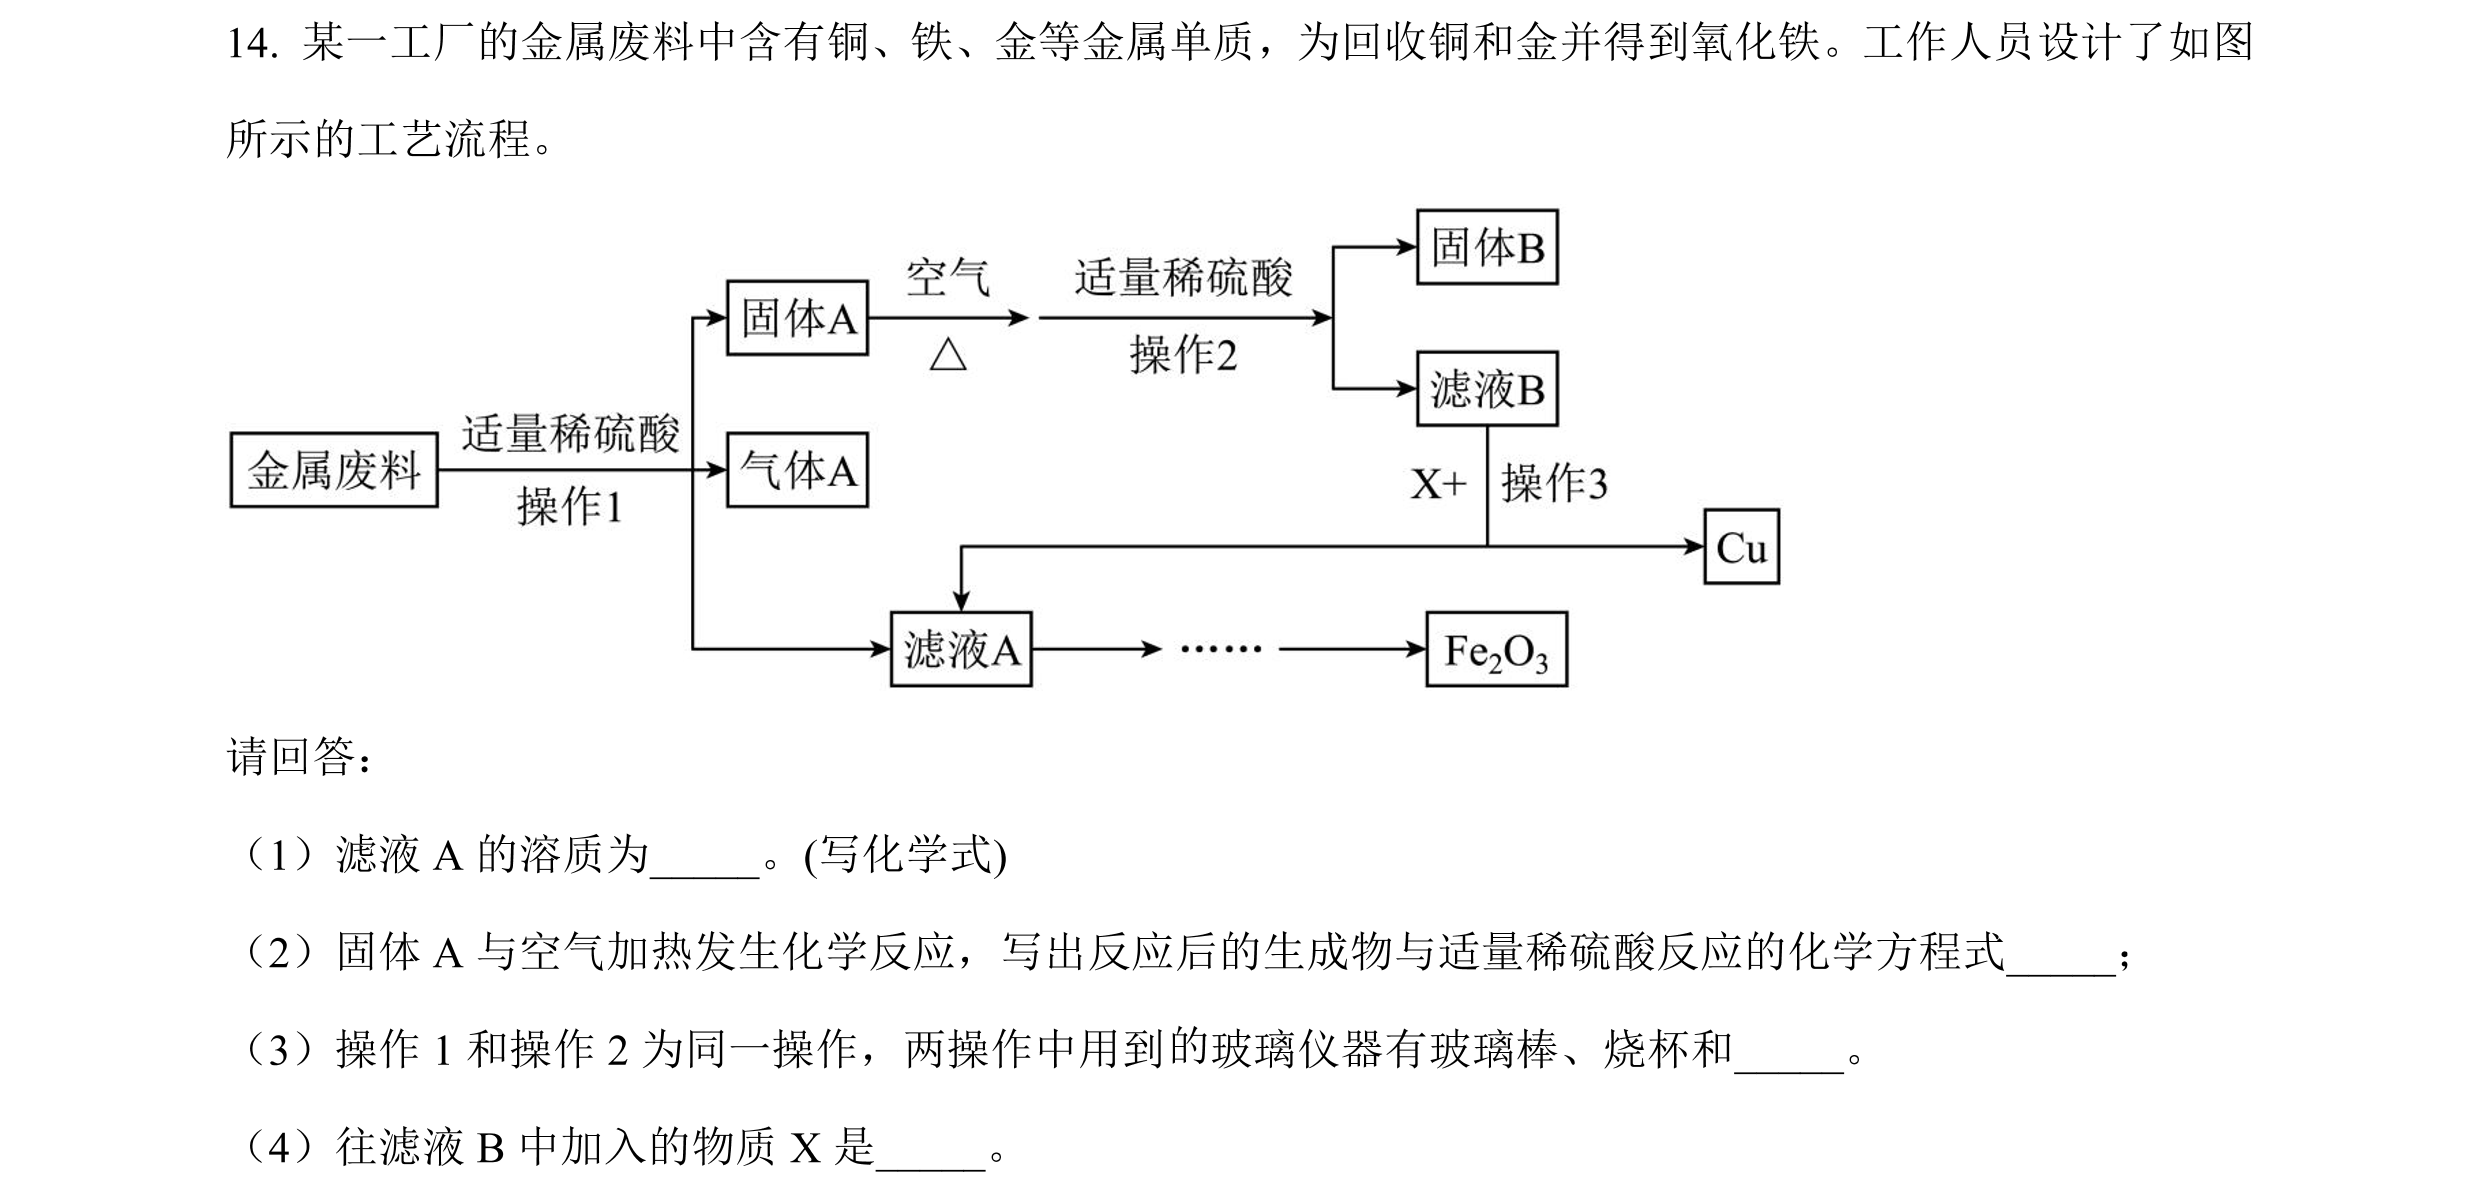 14. 某一工厂的金属废料中含有铜、铁、金等金属单质，为回收铜和金并得到氧化铁。工作人员设计了如图
所示的工艺流程。
固体B
空气
适量稀硫酸
固体A
△
操作2
滤液B
适量稀硫酸
金属废料
气体A
操作1
X+
操作3
Cu
滤液A
……
Fe₂O₃
请回答：
（1）滤液 A 的溶质为_____。(写化学式)
（2）固体 A 与空气加热发生化学反应，写出反应后的生成物与适量稀硫酸反应的化学方程式_____；
（3）操作 1 和操作 2 为同一操作，两操作中用到的玻璃仪器有玻璃棒、烧杯和_____。
（4）往滤液 B 中加入的物质 X 是_____。